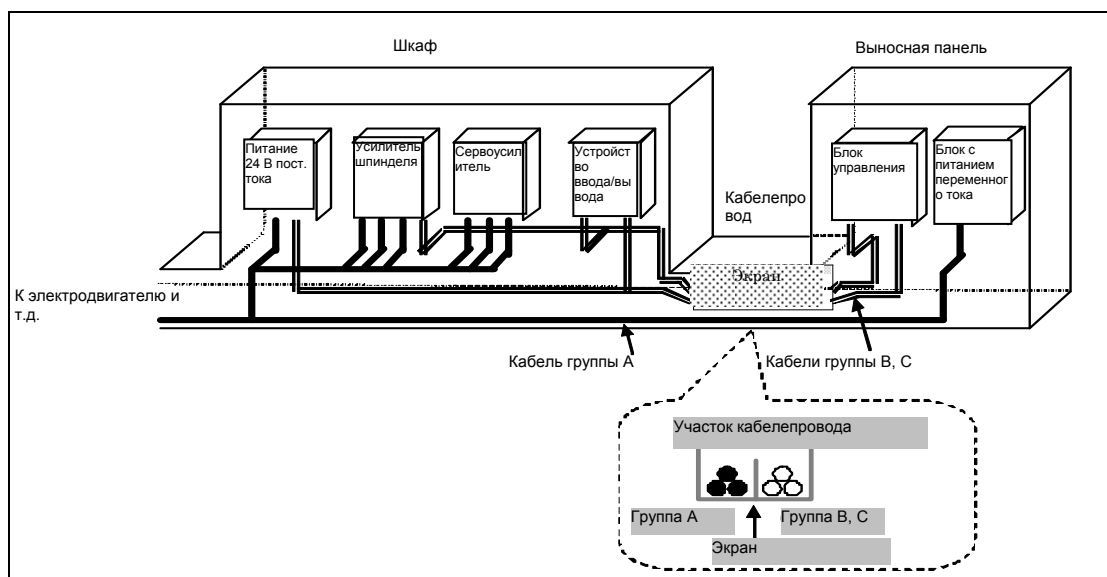 Шкаф
Выносная панель
Питание
24 В пост.
тока
Усилитель
шпинделя
Сервоусил
итель
Устройст
во
ввода/вы
вода
Кабелепро
вод
Блок
управления
Блок с
питанием
переменног
о тока
Экран
К электродвигателю и
т.д.
Кабель группы А
Кабели группы В, С
Участок кабелепровода
Группа А
Группа В, С
Экран